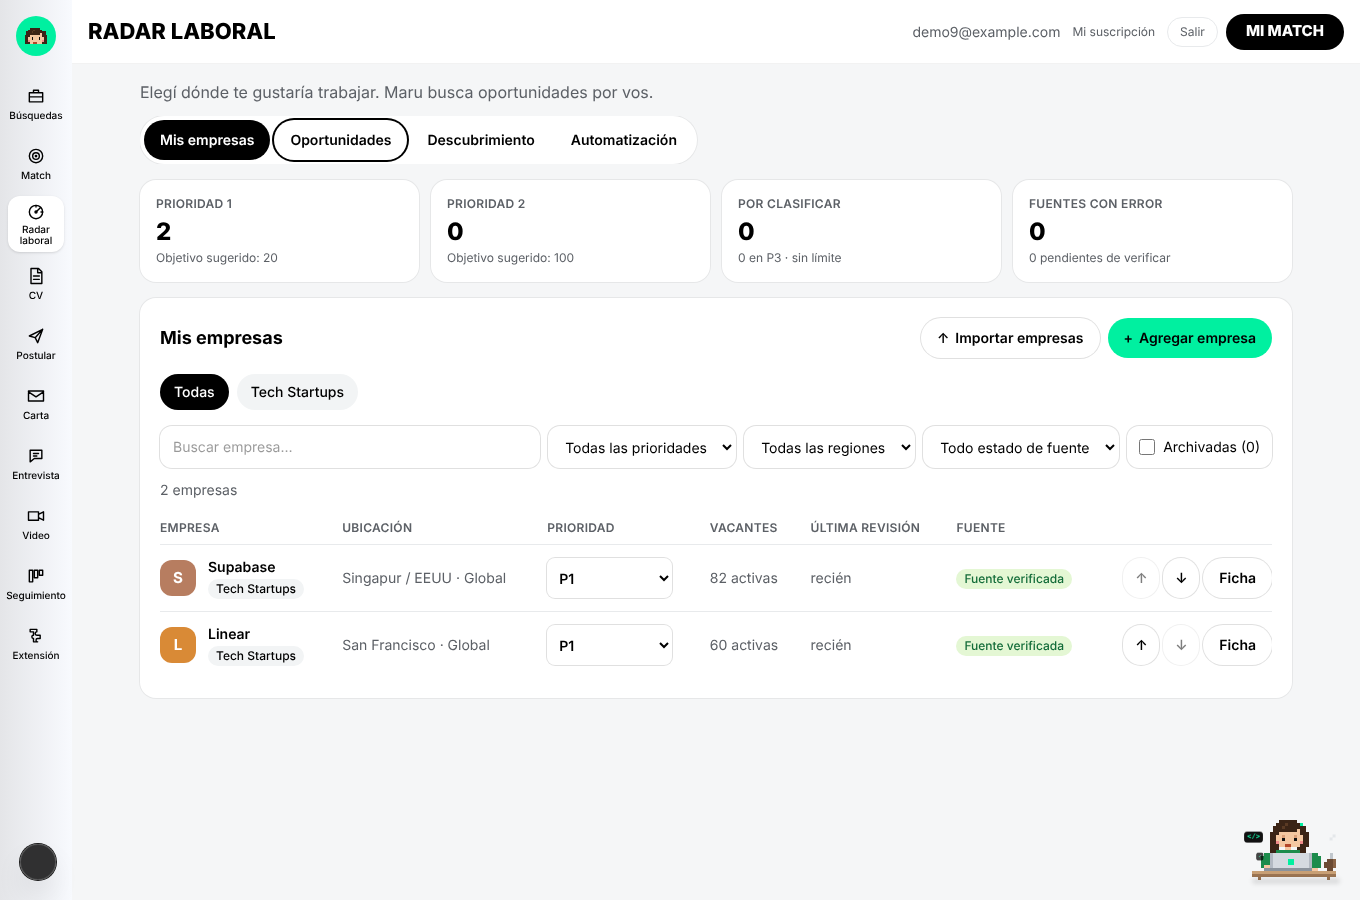 RADAR LABORAL
demo9@example.com Mi suscripción Salir MI MATCH
Búsquedas
Match
Radar
laboral
CV
Postular
Carta
Entrevista
Video
Seguimiento
Extensión
Elegí dónde te gustaría trabajar. Maru busca oportunidades por vos.
Mis empresas Oportunidades Descubrimiento Automatización
PRIORIDAD 1
2
Objetivo sugerido: 20
PRIORIDAD 2
0
Objetivo sugerido: 100
POR CLASIFICAR
0
0 en P3 · sin límite
FUENTES CON ERROR
0
0 pendientes de verificar
Mis empresas
↑ Importar empresas + Agregar empresa
Todas Tech Startups
Buscar empresa... Todas las prioridades Todas las regiones Todo estado de fuente Archivadas (0)
2 empresas
EMPRESA UBICACIÓN PRIORIDAD VACANTES ÚLTIMA REVISIÓN FUENTE
S Supabase Tech Startups Singapur / EEUU · Global P1 82 activas recién Fuente verificada ↑ ↓ Ficha
L Linear Tech Startups San Francisco · Global P1 60 activas recién Fuente verificada ↑ ↓ Ficha
</>